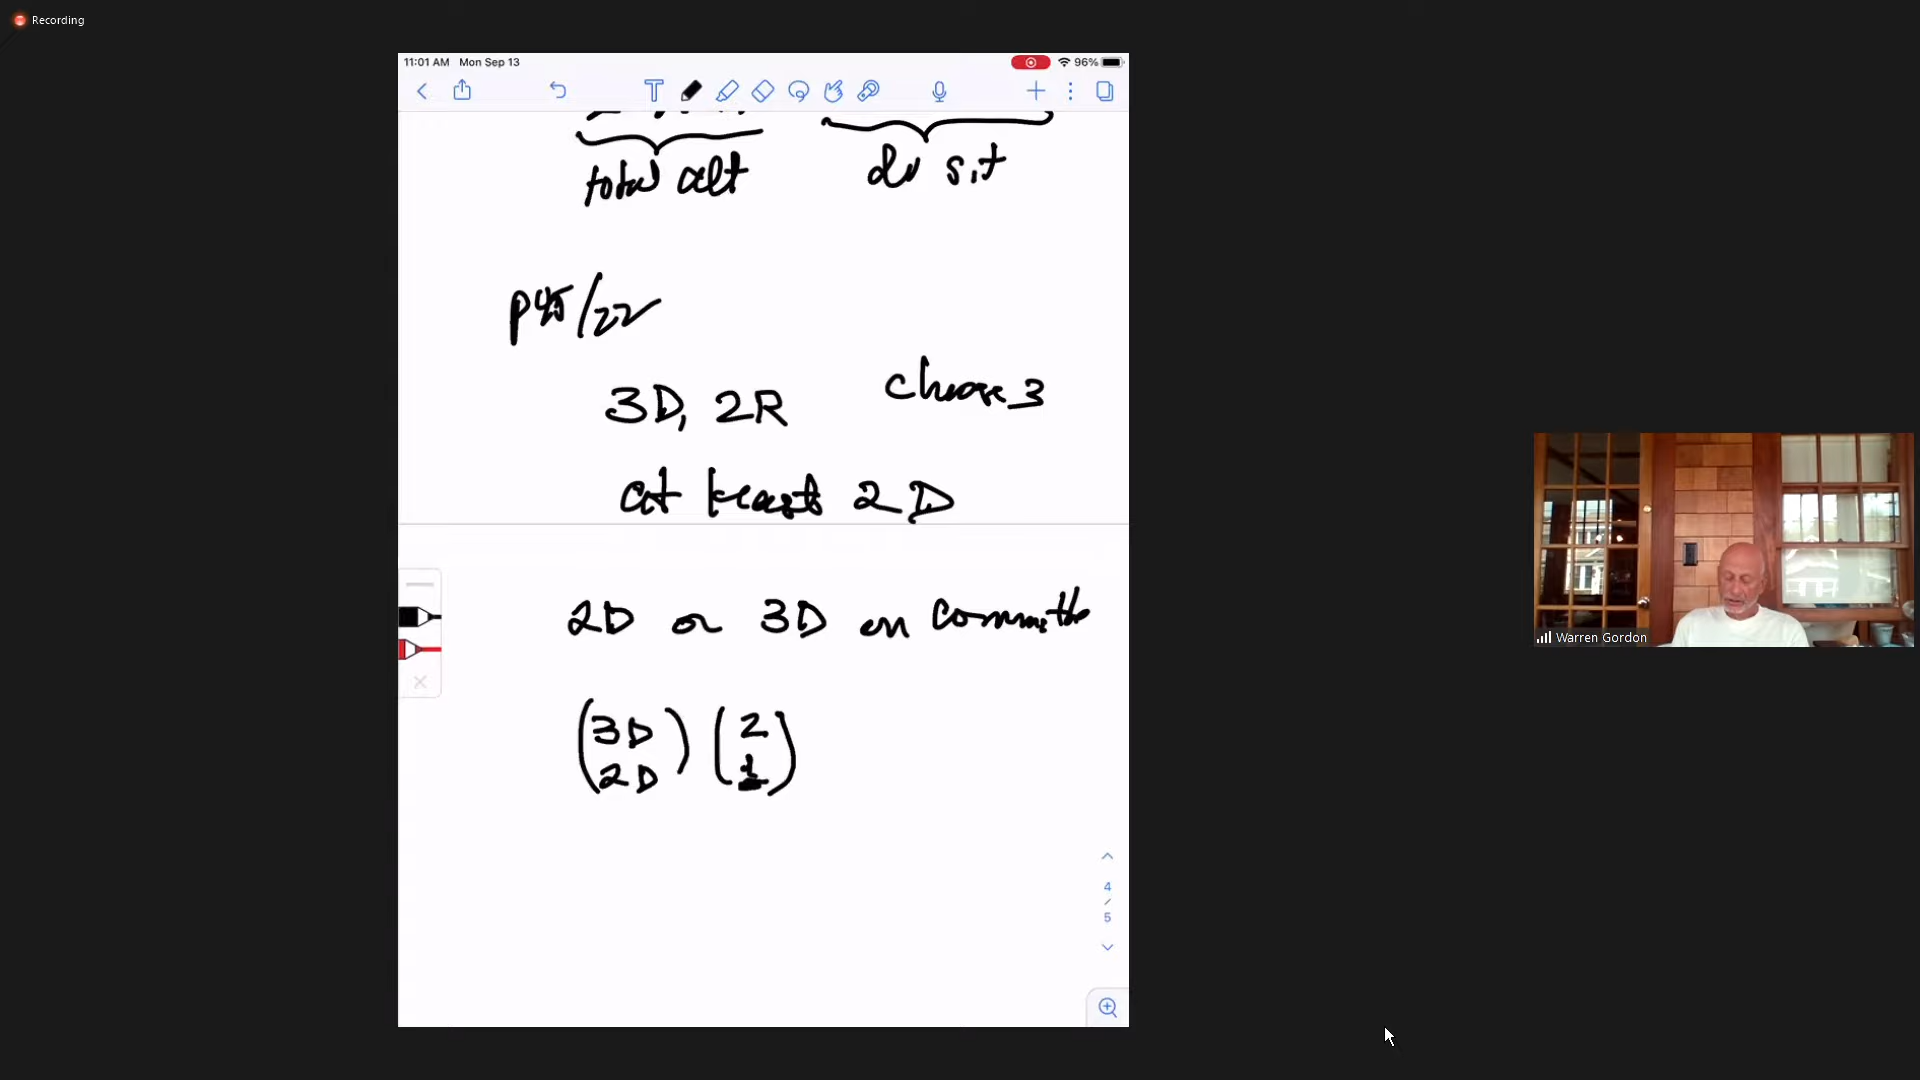 Recording
11:01 AM Mon Sep 13
96%
T
total alt
s.t
p45/22
3D, 2R
choose 3
at least 2D
2D or 3D on committe
(3D) (2)
(2D) (1)
4
/
5
Warren Gordon